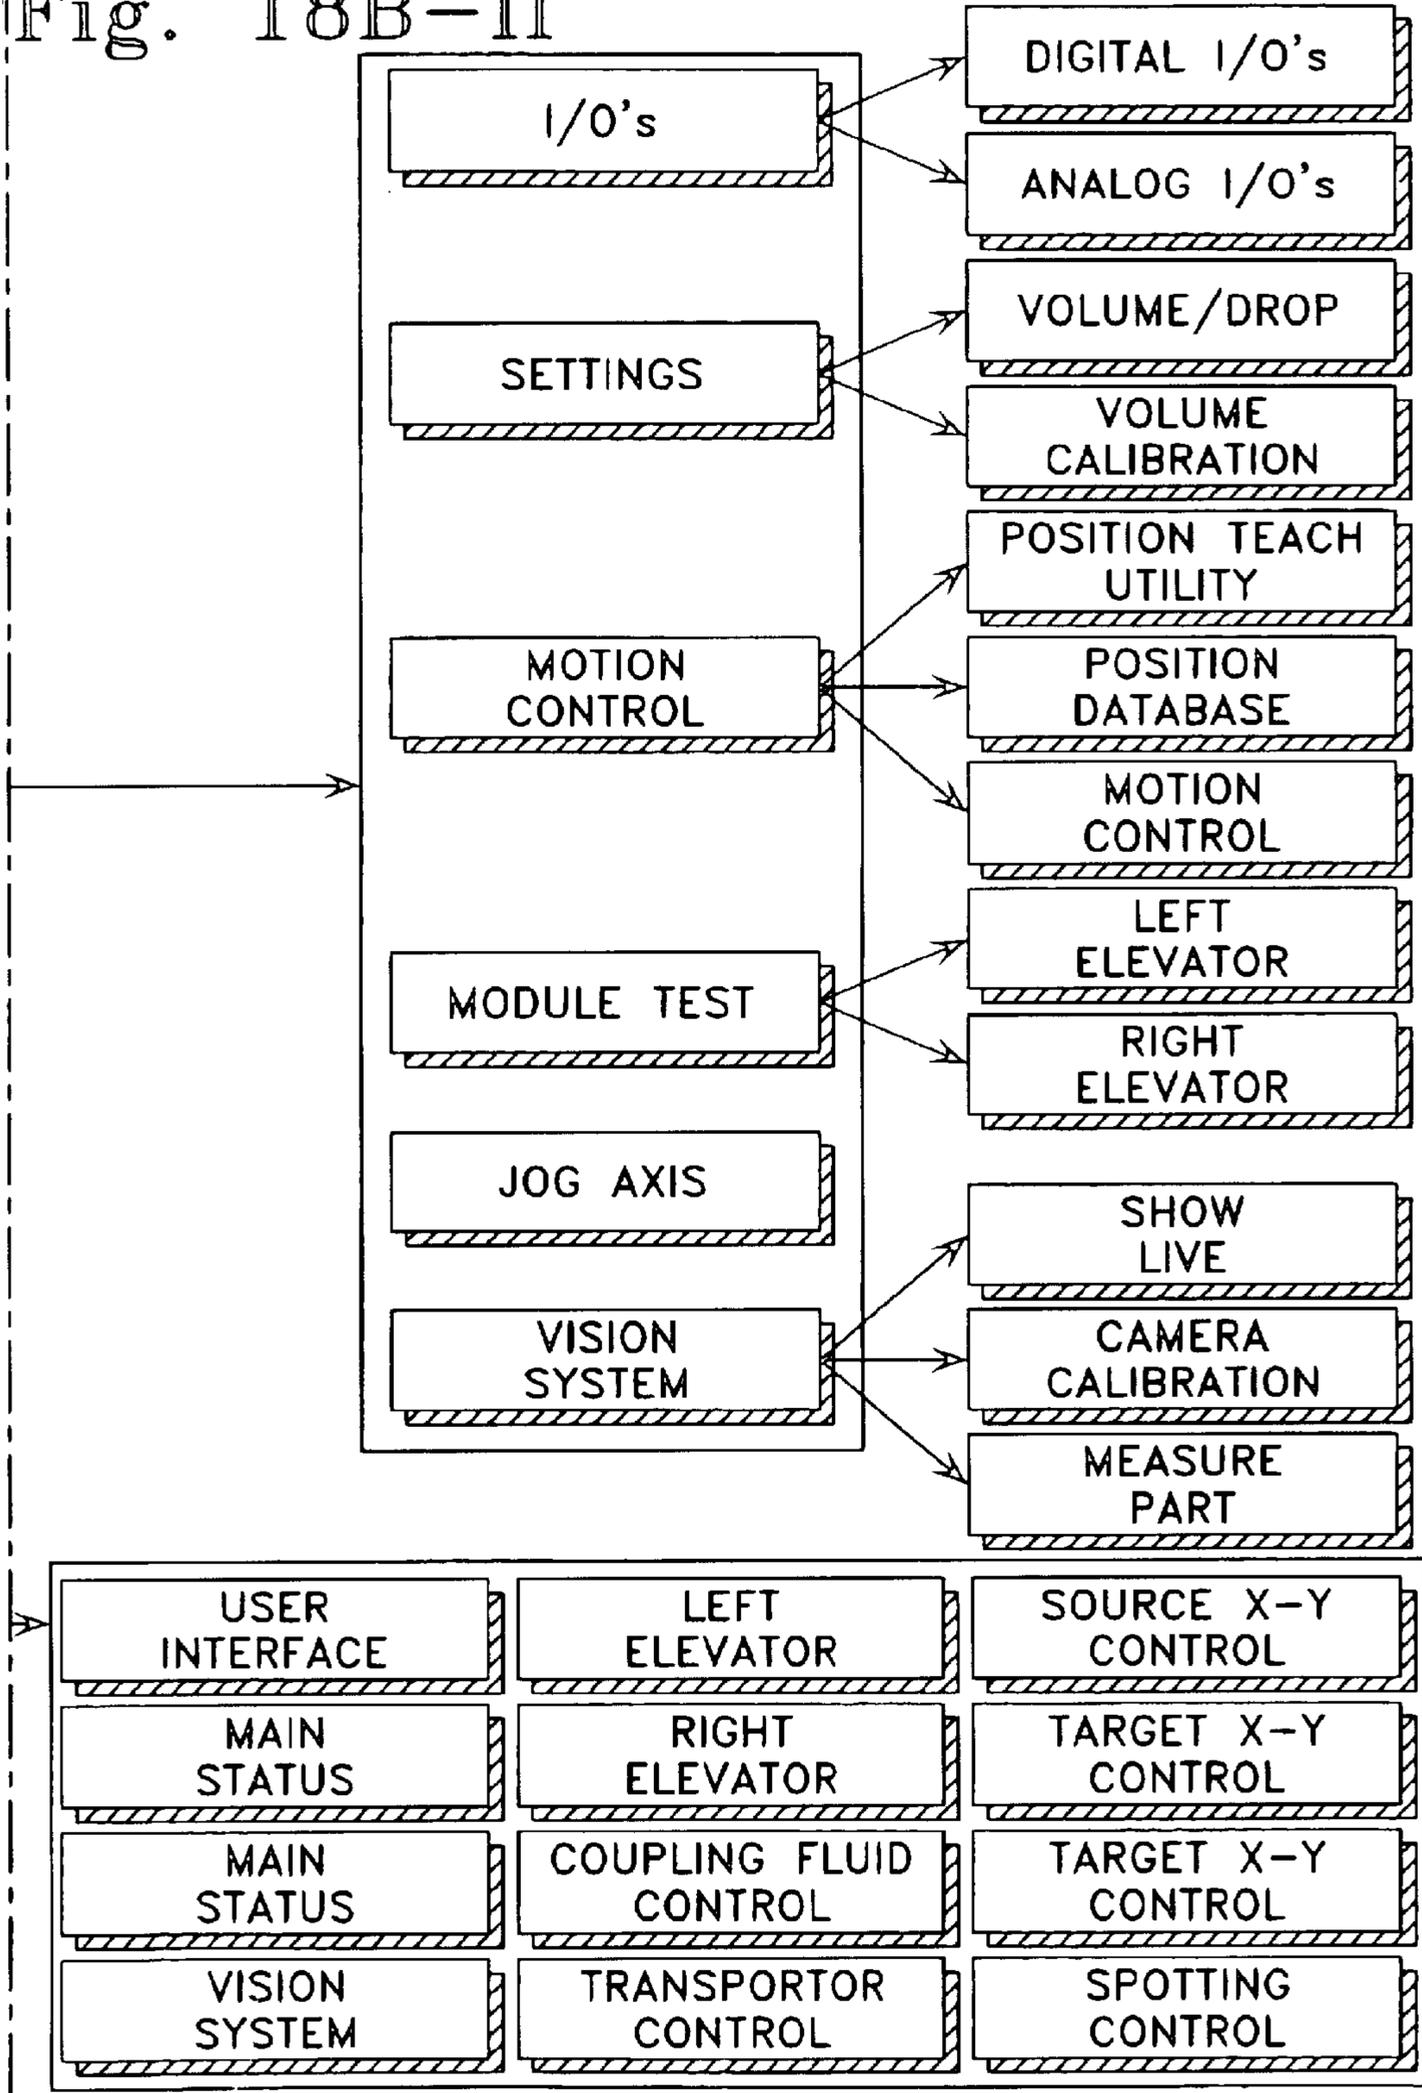 Fig. 18B-II
I/O's
DIGITAL I/O's
ANALOG I/O's
SETTINGS
VOLUME/DROP
VOLUME
CALIBRATION
MOTION
CONTROL
POSITION TEACH
UTILITY
POSITION
DATABASE
MOTION
CONTROL
MODULE TEST
LEFT
ELEVATOR
RIGHT
ELEVATOR
JOG AXIS
VISION
SYSTEM
SHOW
LIVE
CAMERA
CALIBRATION
MEASURE
PART
USER
INTERFACE
LEFT
ELEVATOR
SOURCE X-Y
CONTROL
MAIN
STATUS
RIGHT
ELEVATOR
TARGET X-Y
CONTROL
MAIN
STATUS
COUPLING FLUID
CONTROL
TARGET X-Y
CONTROL
VISION
SYSTEM
TRANSPORTOR
CONTROL
SPOTTING
CONTROL